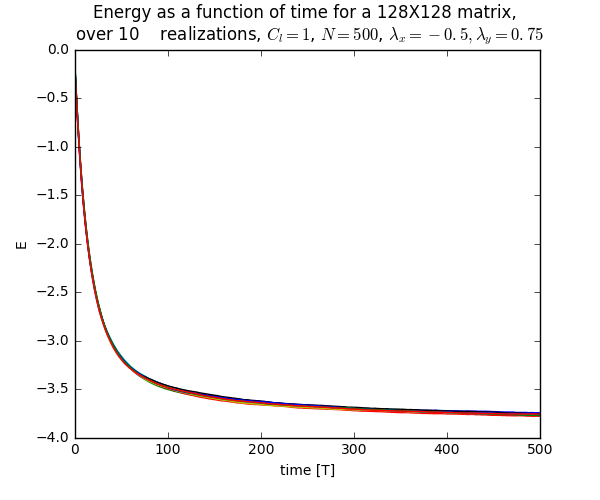 Energy as a function of time for a 128X128 matrix,
over 10 realizations, $C_l = 1$, $N = 500$, $\lambda_x = -0.5, \lambda_y = 0.75$
0.0
−0.5
−1.0
−1.5
−2.0
−2.5
−3.0
−3.5
−4.0
E
0 100 200 300 400 500
time [T]